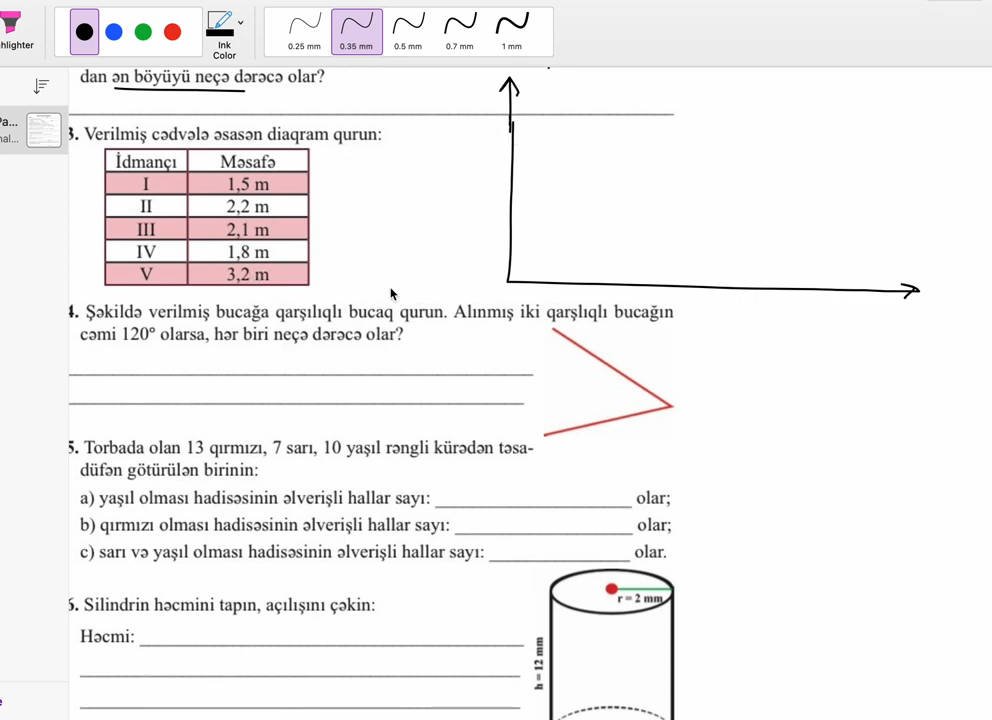 hlighter
Ink
Color
0.25 mm
0.35 mm
0.5 mm
0.7 mm
1 mm
dan ən böyüyü neçə dərəcə olar?
Pa...
nal...
3. Verilmiş cədvələ əsasən diaqram qurun:
İdmançı Məsafə
I 1,5 m
II 2,2 m
III 2,1 m
IV 1,8 m
V 3,2 m
4. Şəkildə verilmiş bucağa qarşılıqlı bucaq qurun. Alınmış iki qarşlıqlı bucağın
cəmi 120° olarsa, hər biri neçə dərəcə olar?
5. Torbada olan 13 qırmızı, 7 sarı, 10 yaşıl rəngli kürədən təsa-
düfən götürülən birinin:
a) yaşıl olması hadisəsinin əlverişli hallar sayı: olar;
b) qırmızı olması hadisəsinin əlverişli hallar sayı: olar;
c) sarı və yaşıl olması hadisəsinin əlverişli hallar sayı: olar.
6. Silindrin həcmini tapın, açılışını çəkin:
Həcmi:
r = 2 mm
h = 12 mm